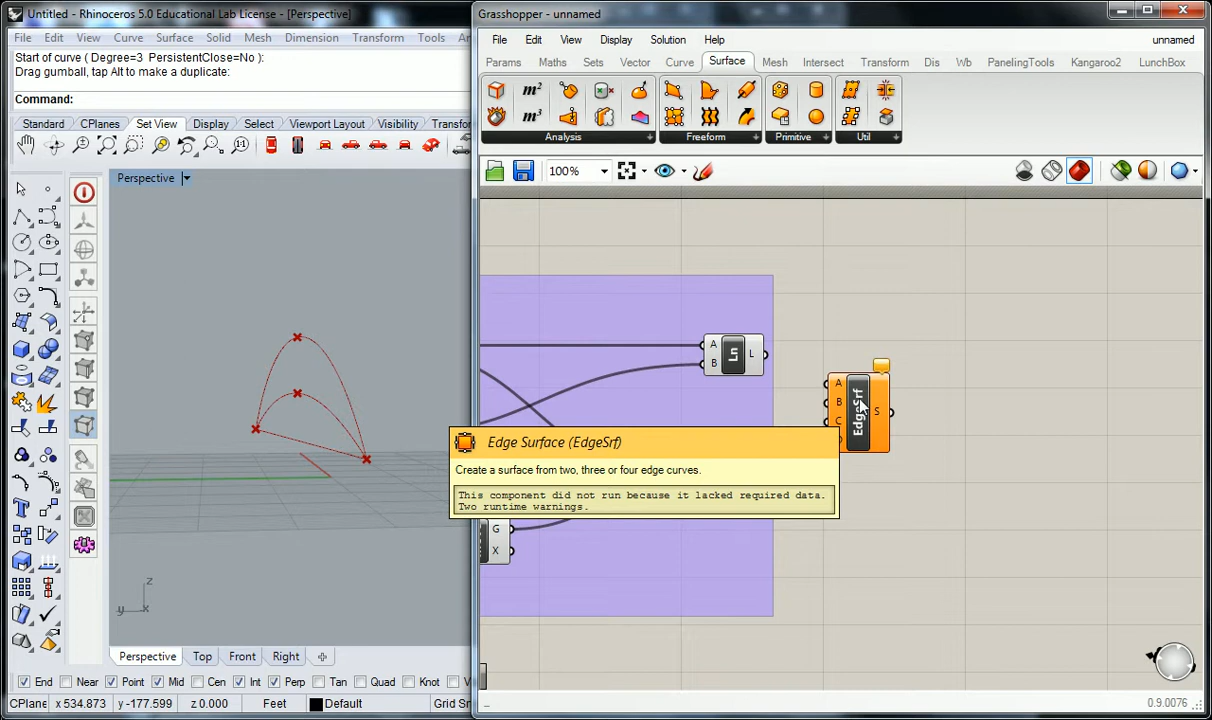 Untitled - Rhinoceros 5.0 Educational Lab License - [Perspective]
File Edit View Curve Surface Solid Mesh Dimension Transform Tools
Start of curve ( Degree=3 PersistentClose=No ):
Drag gumball, tap Alt to make a duplicate:
Command:
Standard CPlanes Set View Display Select Viewport Layout Visibility
Perspective
z
y x
Perspective Top Front Right
End Near Point Mid Cen Int Perp Tan Quad Knot
CPlane x 534.873 y -177.599 z 0.000 Feet Default Grid Sn
Grasshopper - unnamed
File Edit View Display Solution Help unnamed
Params Maths Sets Vector Curve Surface Mesh Intersect Transform Dis Wb PanelingTools Kangaroo2 LunchBox
m² m³
Analysis Freeform Primitive Util
100%
A B L
A B C EdgeSrf S
Edge Surface (EdgeSrf)
Create a surface from two, three or four edge curves.
This component did not run because it lacked required data.
Two runtime warnings.
G
X
0.9.0076